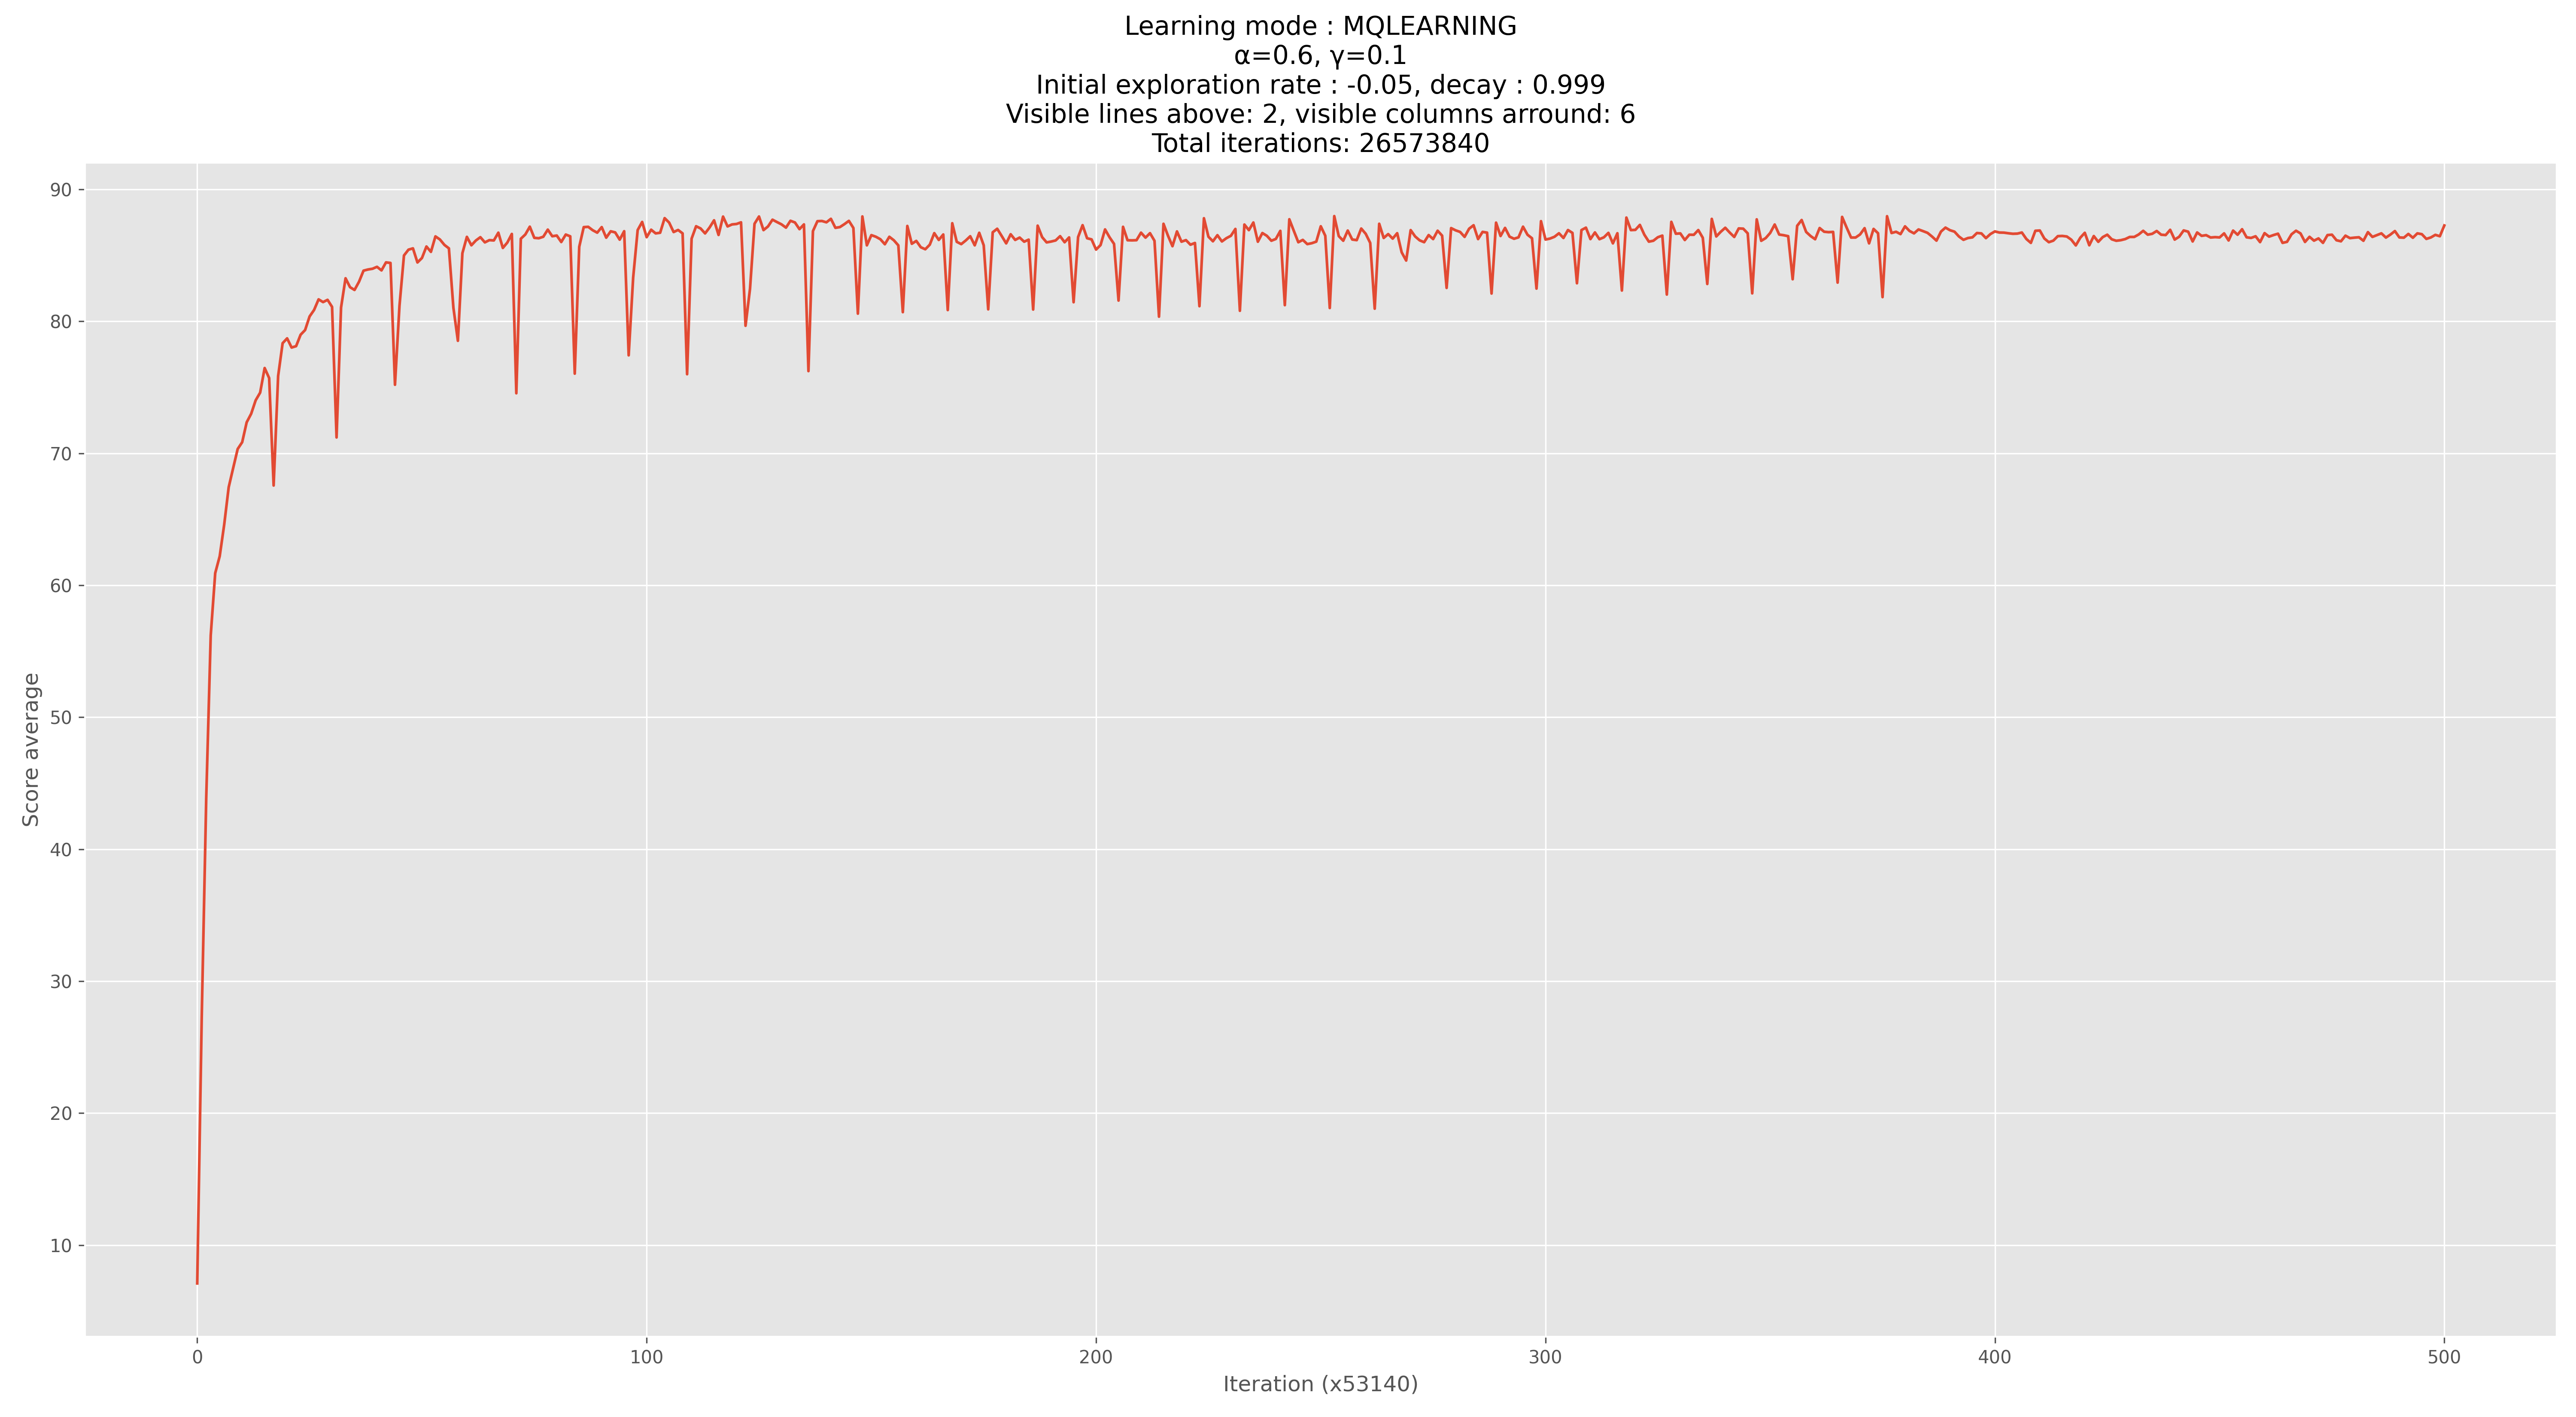 Learning mode : MQLEARNING
α=0.6, γ=0.1
Initial exploration rate : -0.05, decay : 0.999
Visible lines above: 2, visible columns arround: 6
Total iterations: 26573840
90
80
70
60
50
40
30
20
10
Score average
0
100
200
300
400
500
Iteration (x53140)